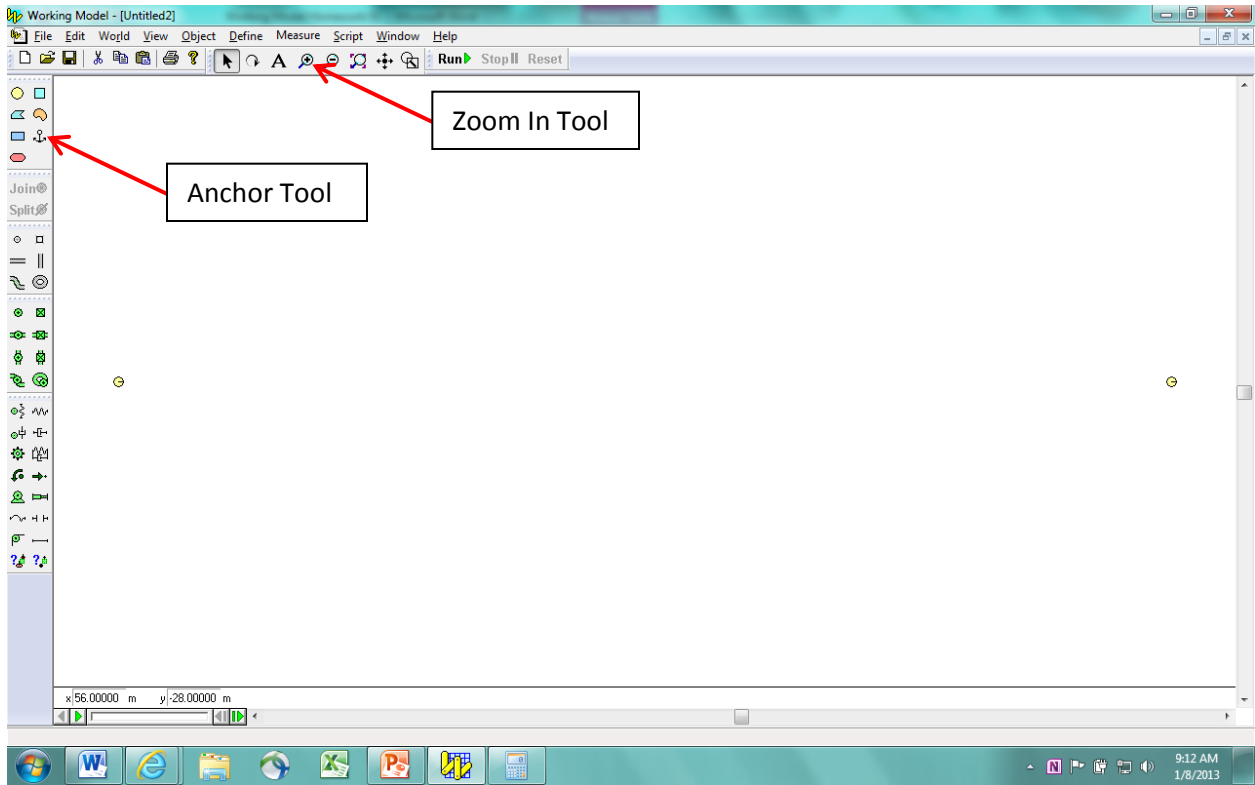 Working Model - [Untitled2]
File Edit World View Object Define Measure Script Window Help
A Run Stop Reset
Zoom In Tool
Anchor Tool
Join
Split
x 56.00000 m y -28.00000 m
9:12 AM
1/8/2013